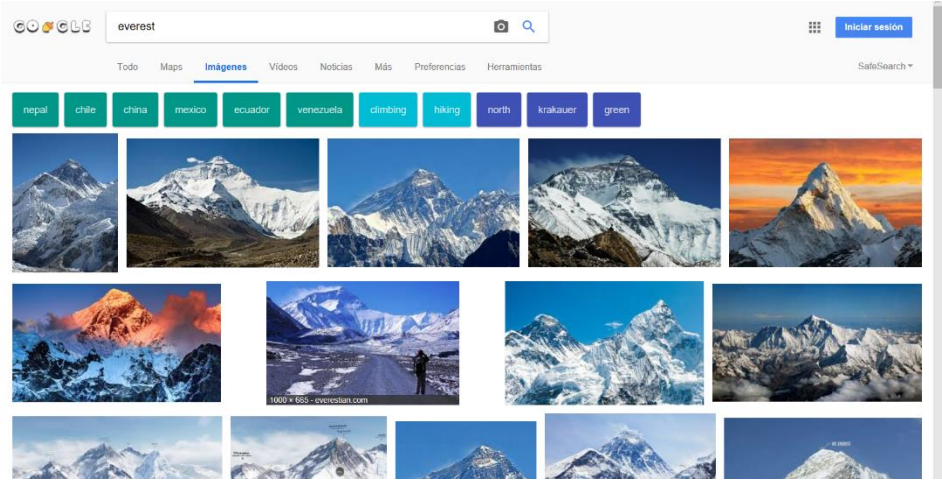 GOOGLE
everest
Iniciar sesión
Todo Maps Imágenes Vídeos Noticias Más Preferencias Herramientas SafeSearch
nepal chile china mexico ecuador venezuela climbing hiking north krakauer green
1000 × 665 - everestian.com